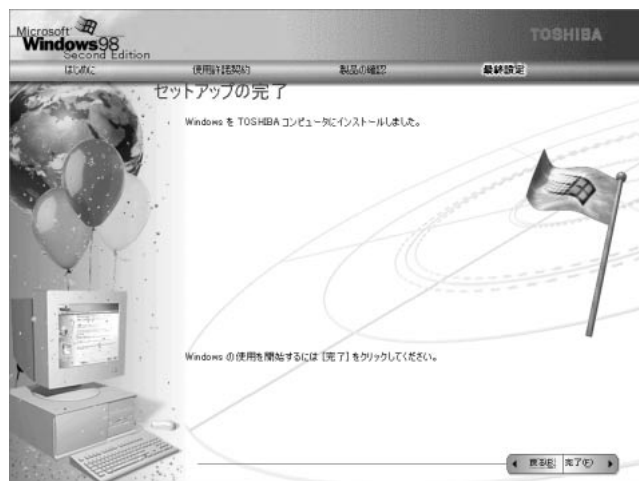 Microsoft
Windows98
Second Edition
TOSHIBA
はじめに 使用許諾契約 製品の確認 最終設定
セットアップの完了
Windows を TOSHIBA コンピュータにインストールしました。
Windows の使用を開始するには [完了] をクリックしてください。
戻る(B) 完了(F)